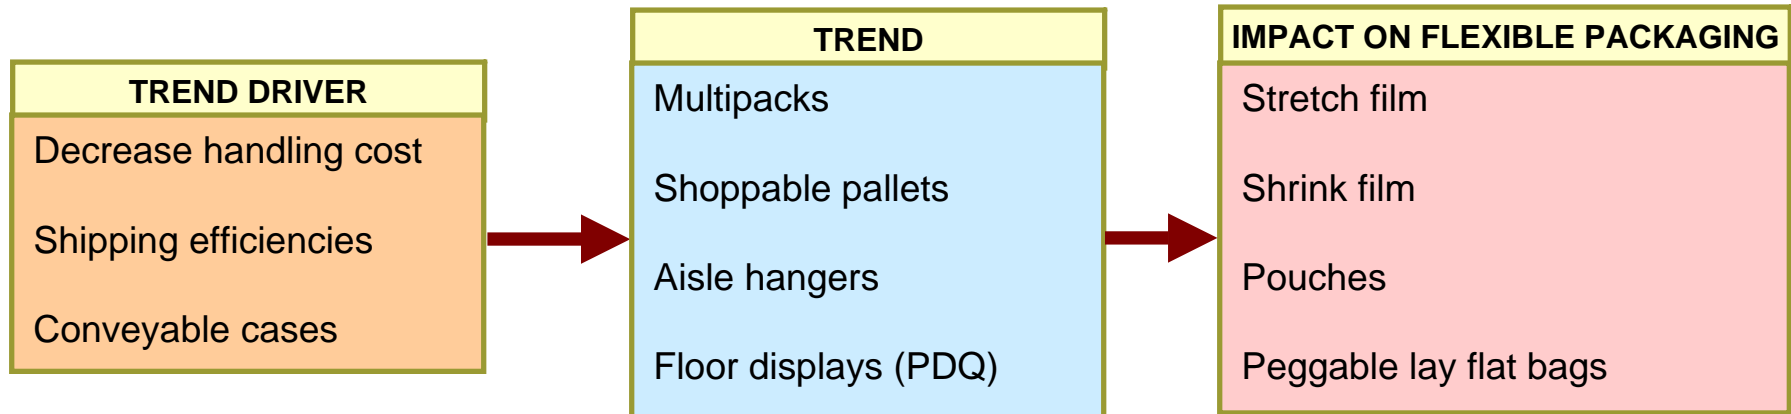 TREND DRIVER
Decrease handling cost
Shipping efficiencies
Conveyable cases
TREND
Multipacks
Shoppable pallets
Aisle hangers
Floor displays (PDQ)
IMPACT ON FLEXIBLE PACKAGING
Stretch film
Shrink film
Pouches
Peggable lay flat bags